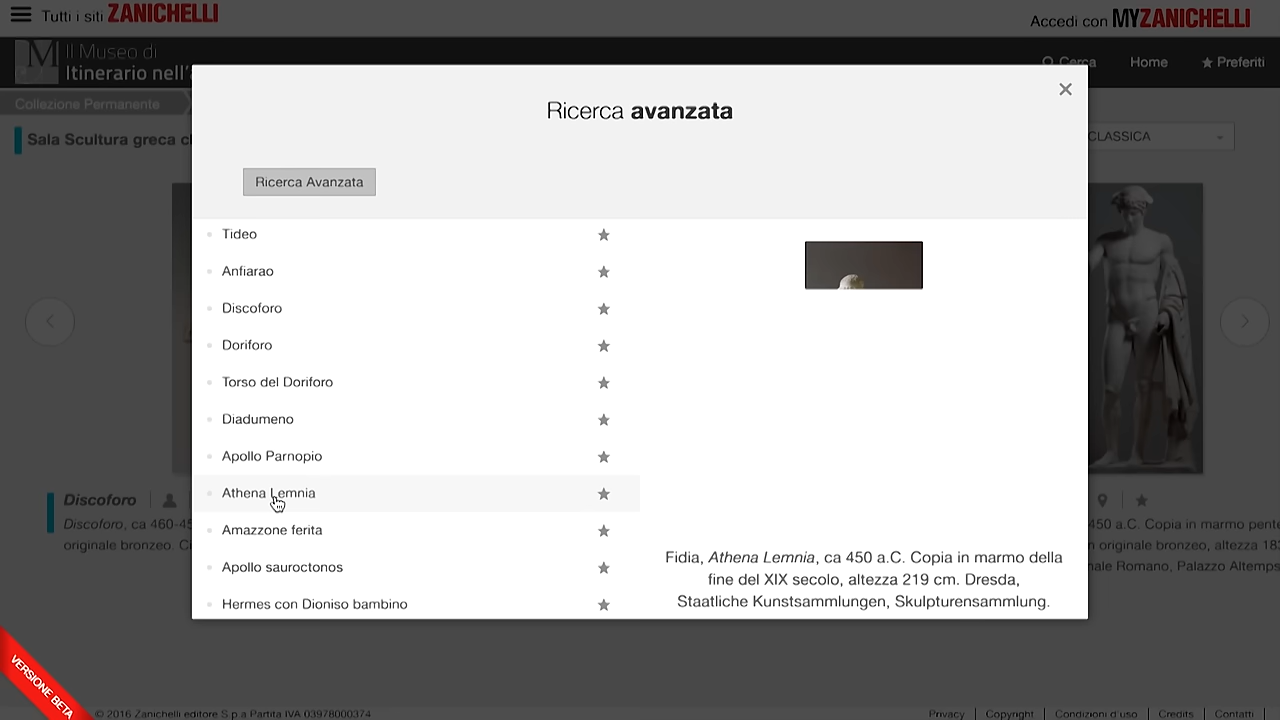 Tutti i siti ZANICHELLI
Accedi con MYZANICHELLI
M Il Museo di
Itinerario nell'
Cerca Home Preferiti
Collezione Permanente
Sala Scultura greca cl
CLASSICA
Ricerca avanzata
Ricerca Avanzata
Tideo
Anfiarao
Discoforo
Doriforo
Torso del Doriforo
Diadumeno
Apollo Parnopio
Athena Lemnia
Amazzone ferita
Apollo sauroctonos
Hermes con Dioniso bambino
Fidia, Athena Lemnia, ca 450 a.C. Copia in marmo della
fine del XIX secolo, altezza 219 cm. Dresda,
Staatliche Kunstsammlungen, Skulpturensammlung.
Discoforo
Discoforo, ca 460-45
originale bronzeo. Ci
450 a.C. Copia in marmo pente
n originale bronzeo, altezza 18
nale Romano, Palazzo Altemps
VERSIONE BETA
© 2016 Zanichelli editore S.p.a Partita IVA 03978000374
Privacy Copyright Condizioni d'uso Credits Contatti